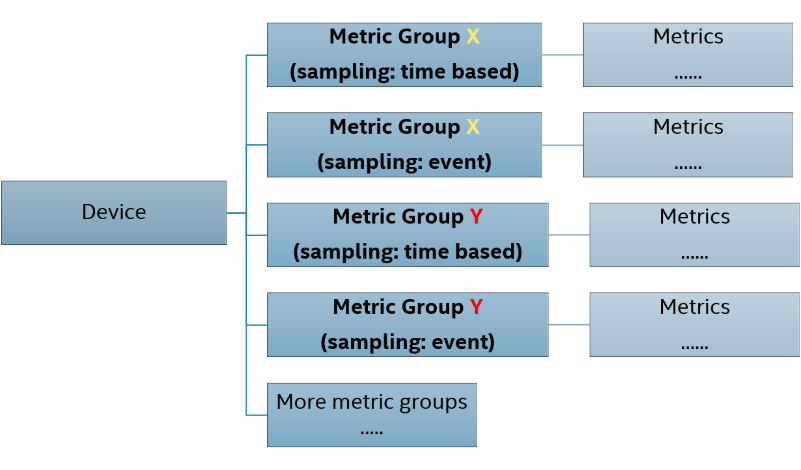 Metric Group X
(sampling: time based)
Metrics
......
Metric Group X
(sampling: event)
Metrics
......
Device
Metric Group Y
(sampling: time based)
Metrics
......
Metric Group Y
(sampling: event)
Metrics
......
More metric groups
.....